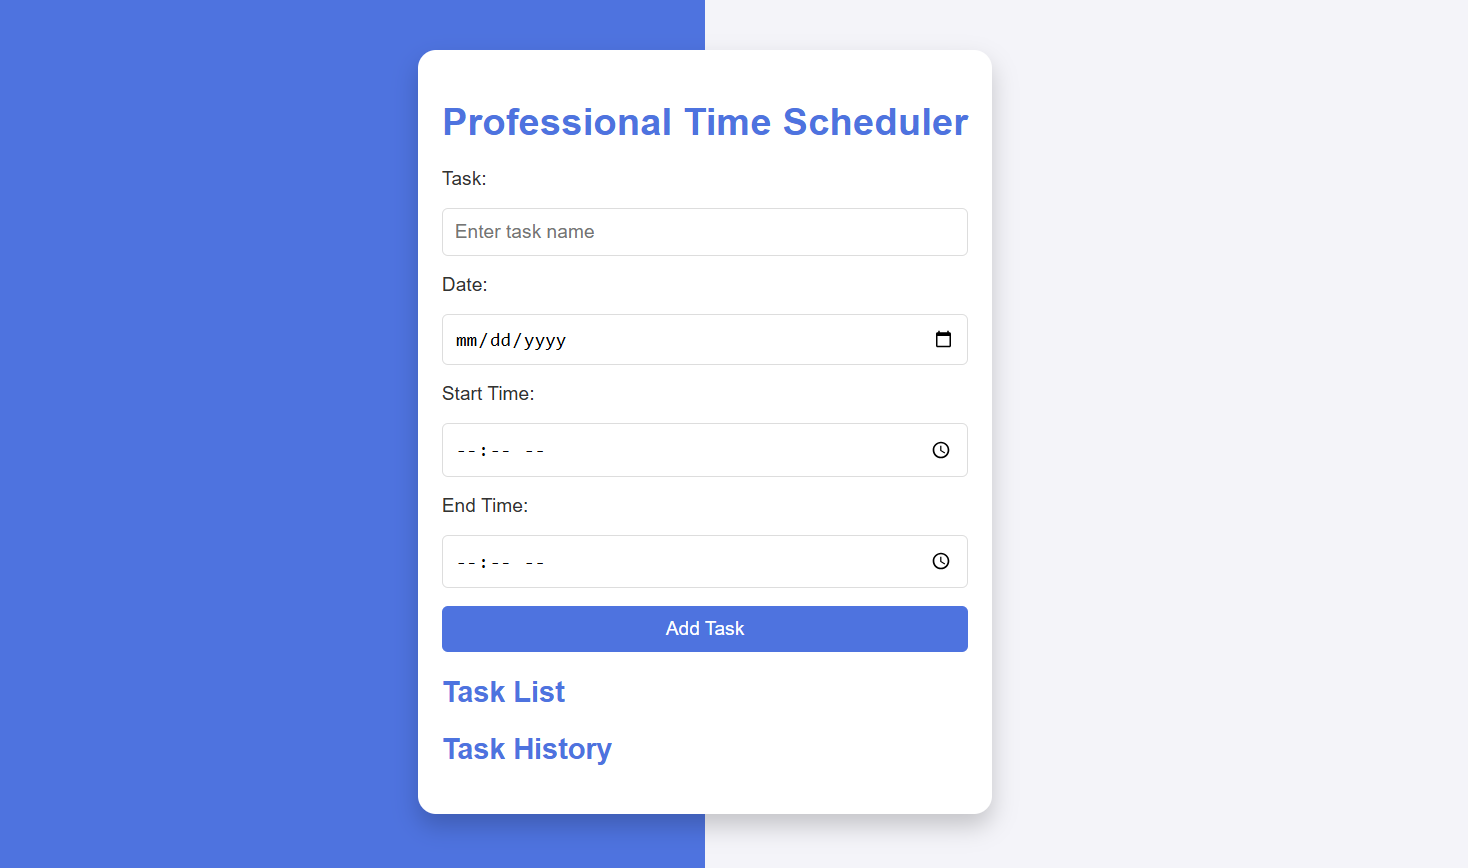 Professional Time Scheduler
Task:
Enter task name
Date:
mm/dd/yyyy
Start Time:
--:-- --
End Time:
--:-- --
Add Task
Task List
Task History